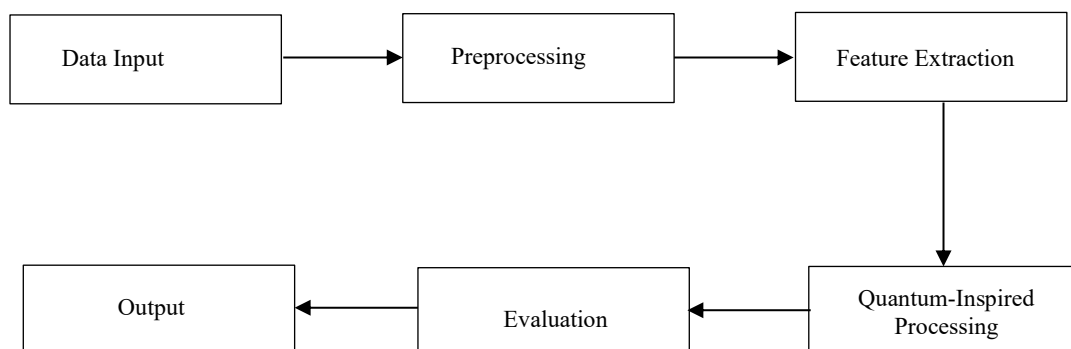 Data Input
Preprocessing
Feature Extraction
Quantum-Inspired
Processing
Evaluation
Output